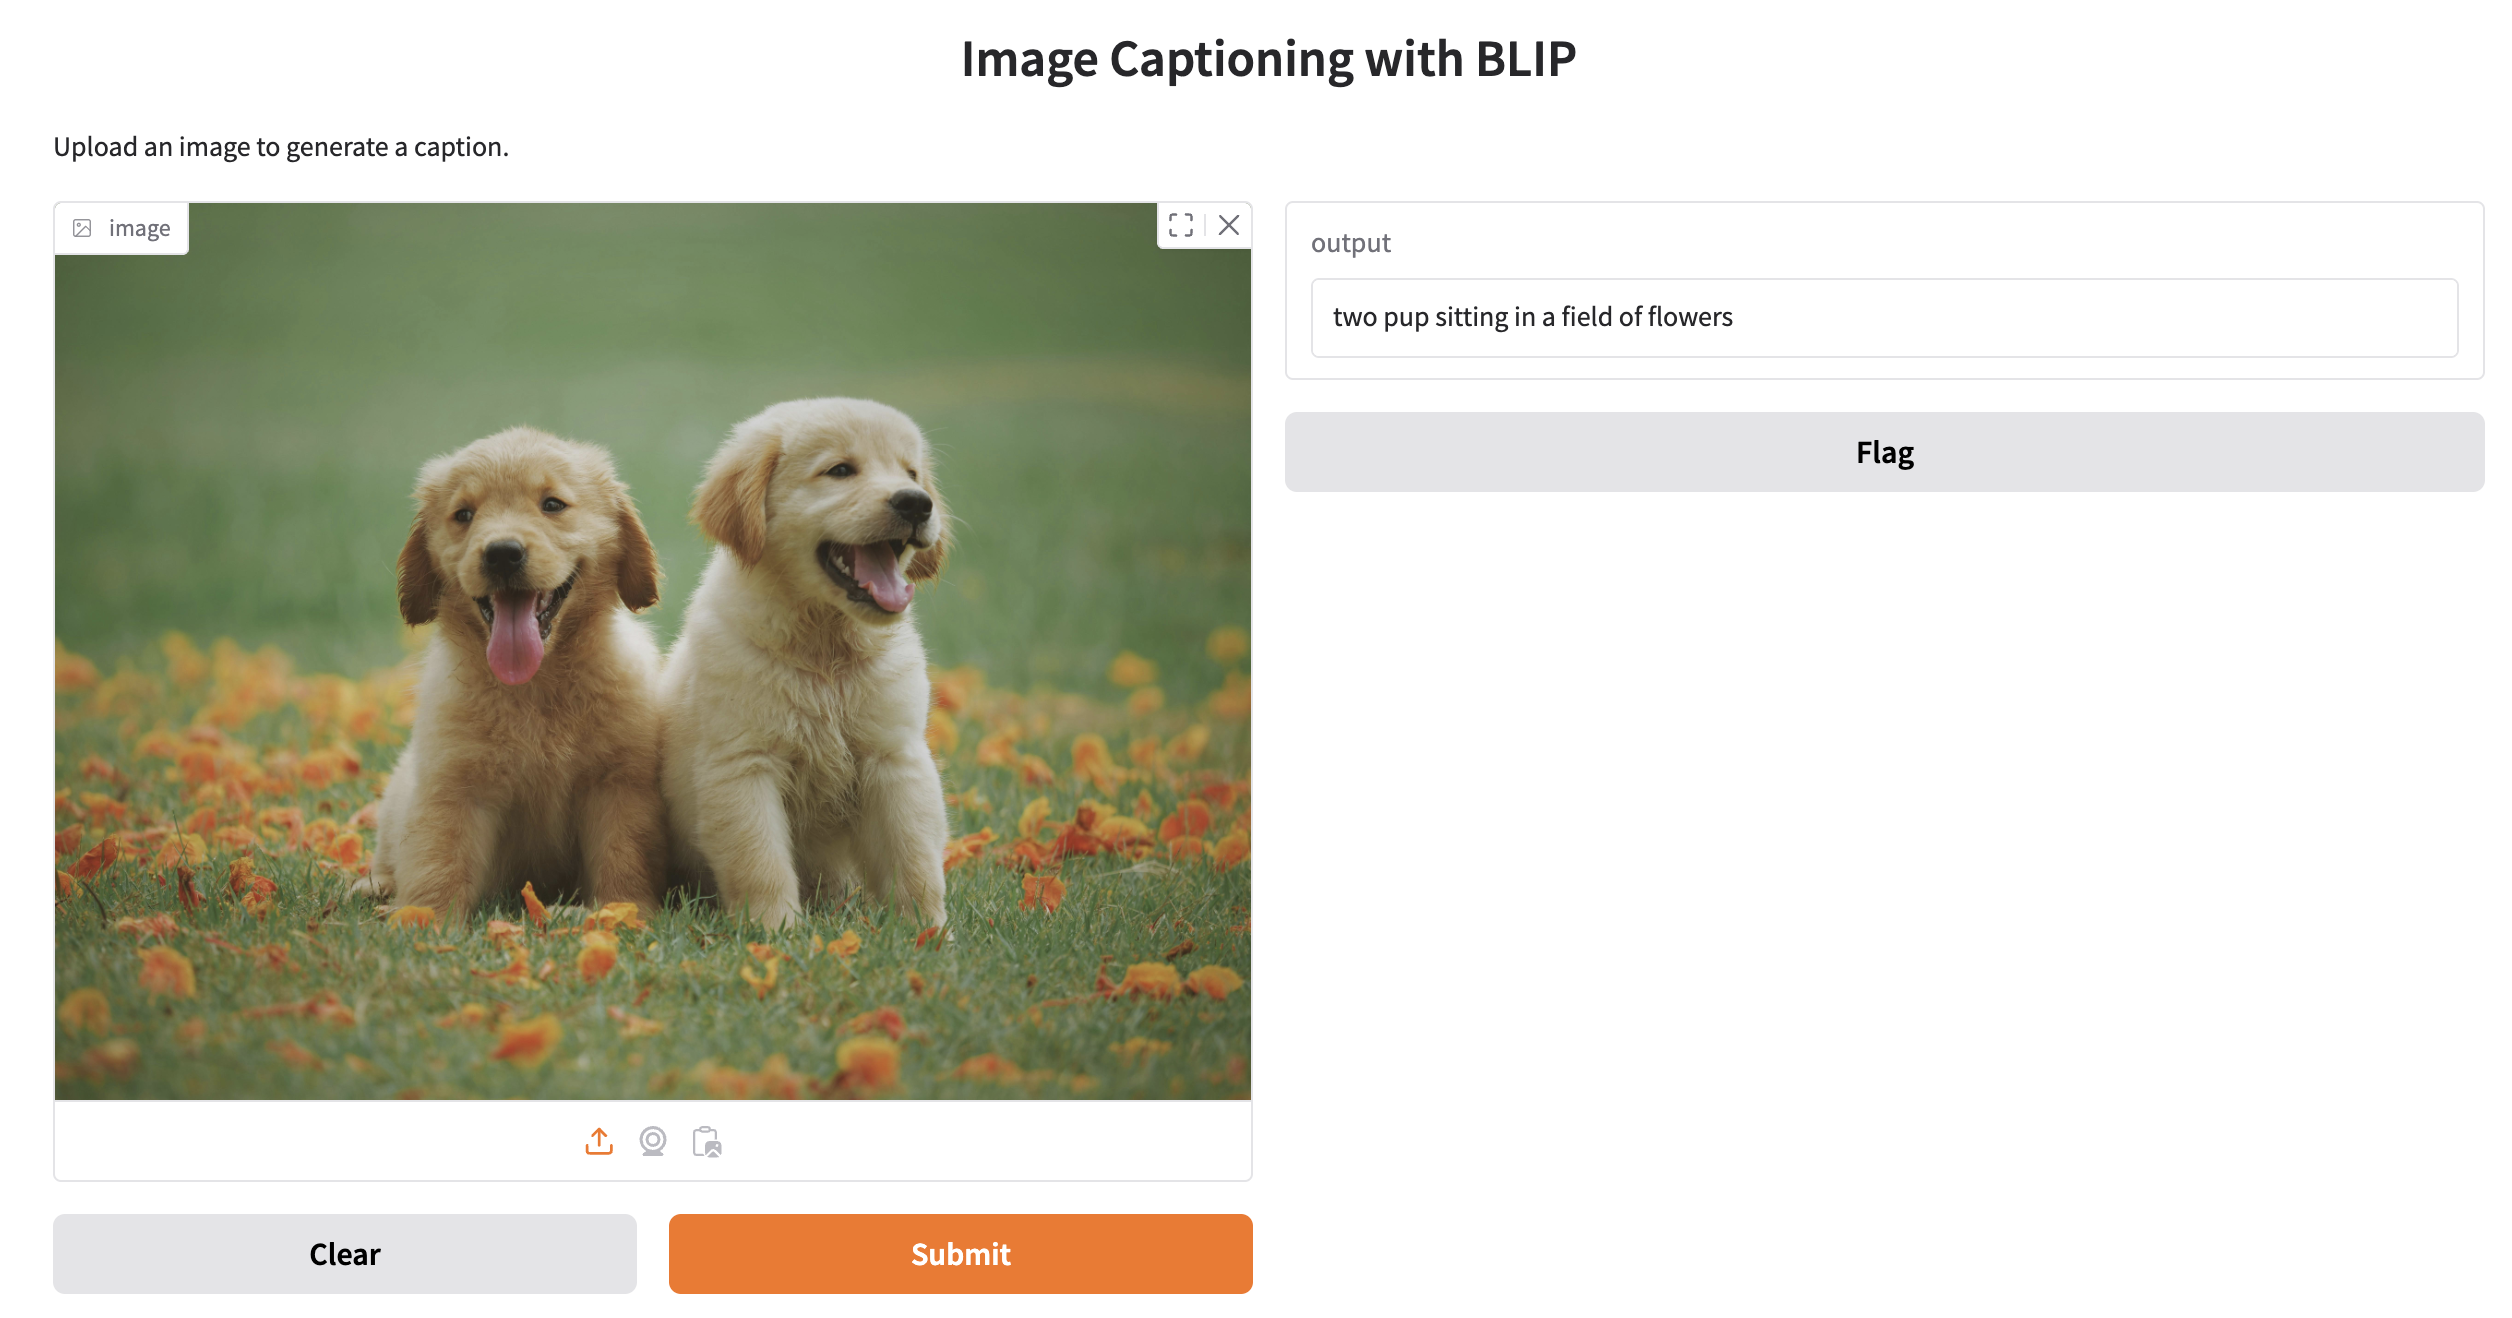 Image Captioning with BLIP
Upload an image to generate a caption.
image
output
two pup sitting in a field of flowers
Flag
Clear
Submit